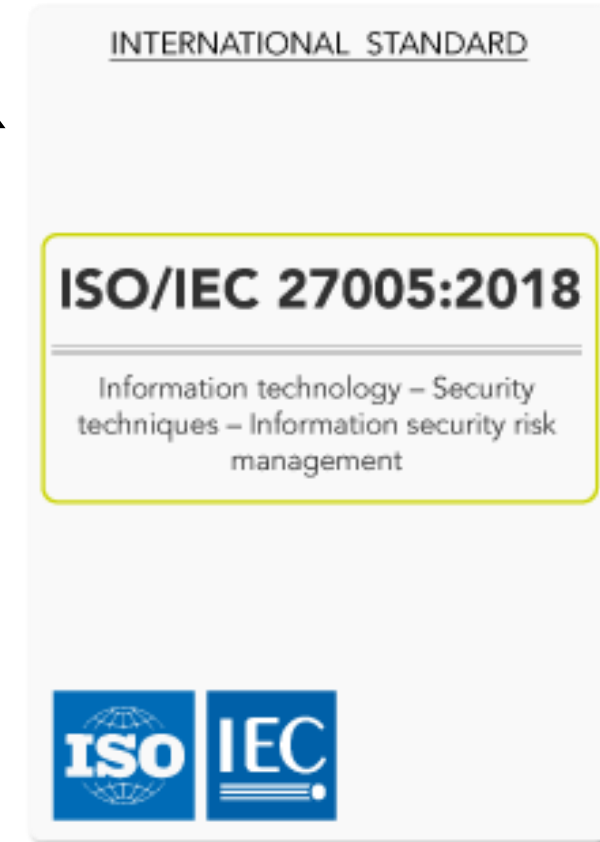 INTERNATIONAL STANDARD
ISO/IEC 27005:2018
Information technology – Security
techniques – Information security risk
management
ISO IEC